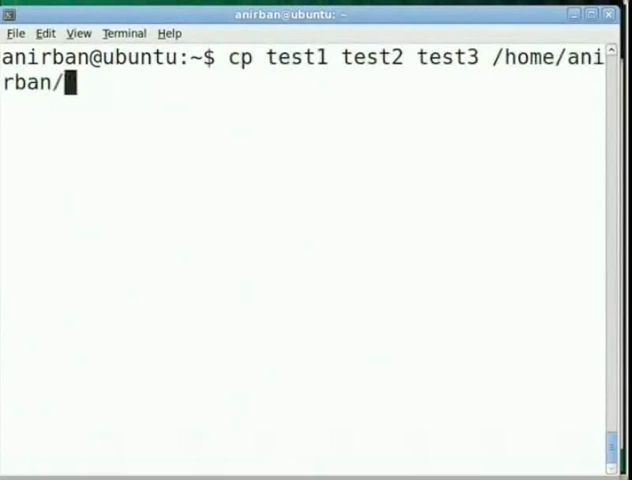 anirban@ubuntu: ~
File Edit View Terminal Help
anirban@ubuntu:~$ cp test1 test2 test3 /home/ani
rban/